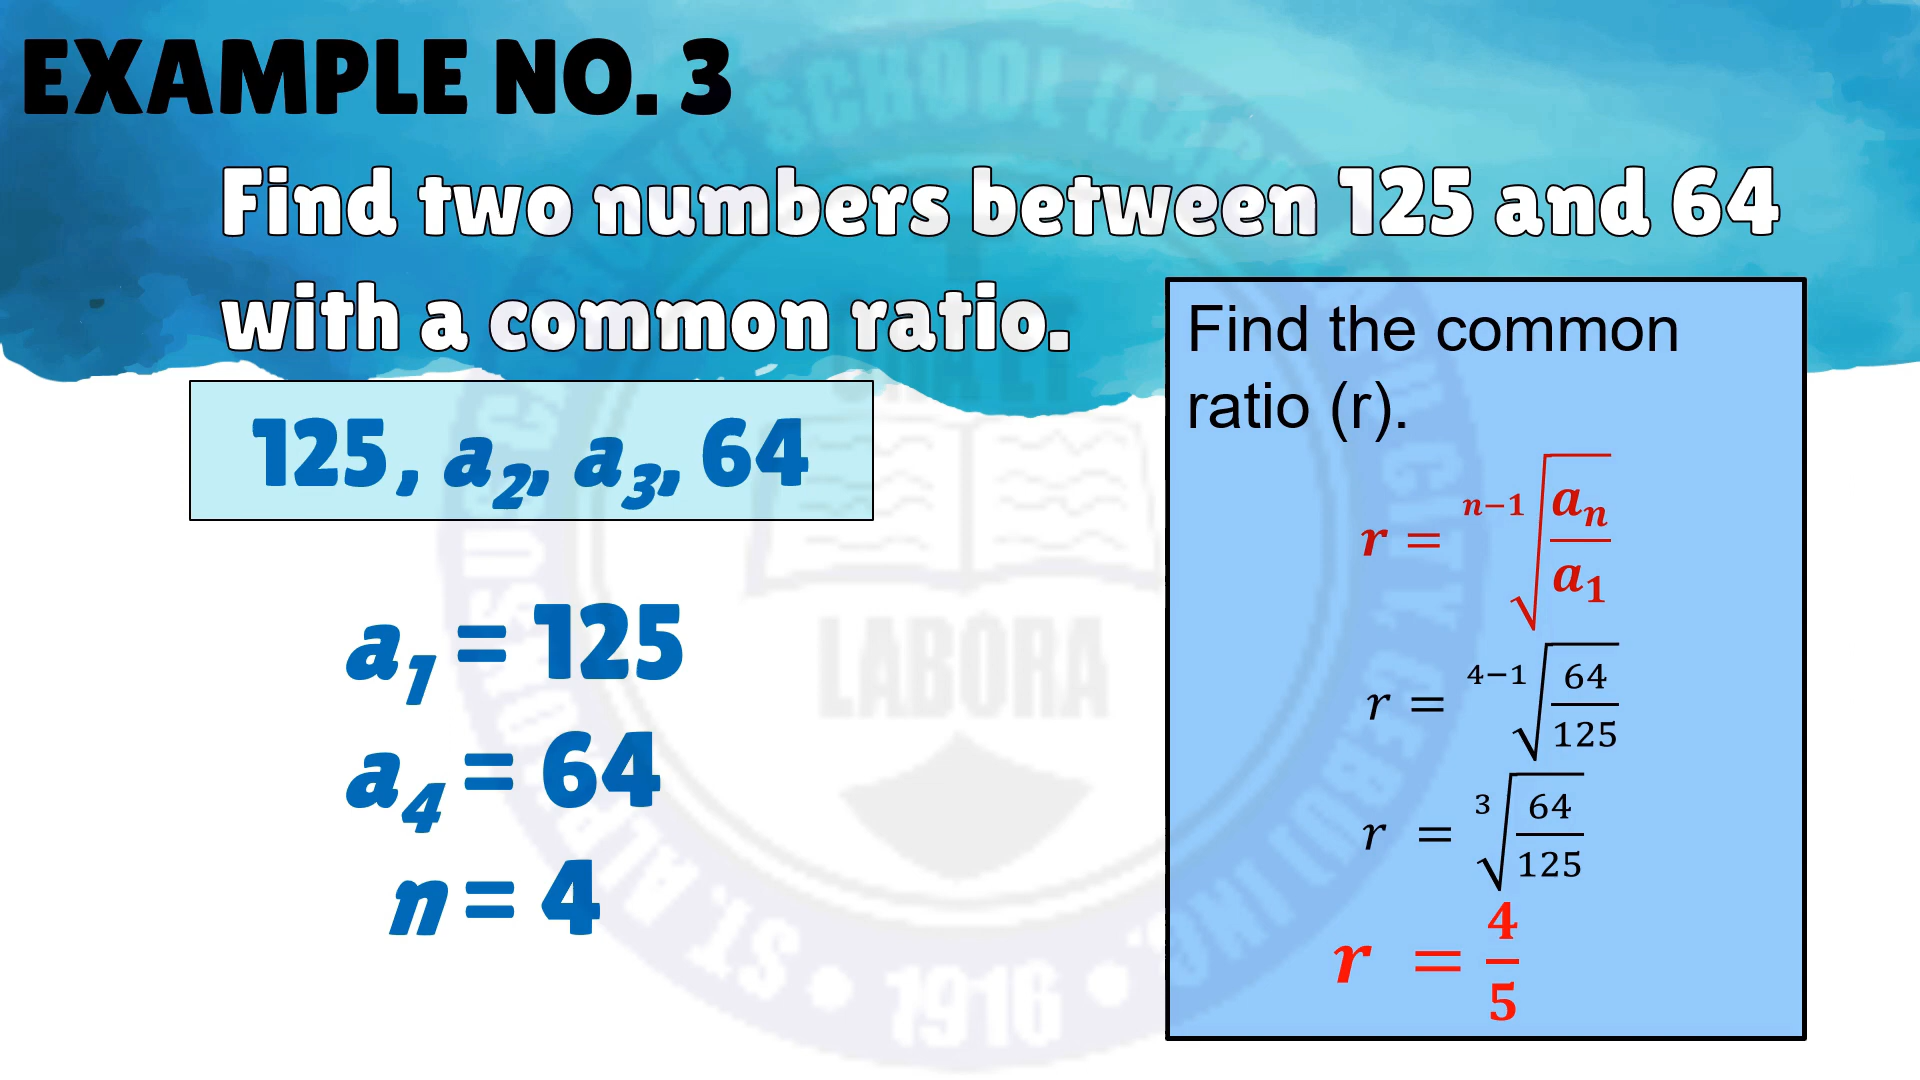 EXAMPLE NO. 3
Find two numbers between 125 and 64
with a common ratio.
125, a₂, a₃, 64
a₁ = 125
a₄ = 64
n = 4
Find the common
ratio (r).
r = ⁿ⁻¹√(aₙ/a₁)
r = ⁴⁻¹√(64/125)
r = ³√(64/125)
r = 4/5
LABORA
1916